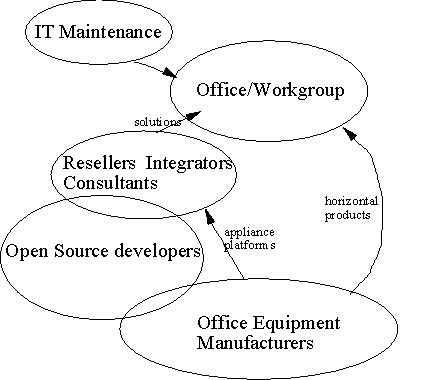 IT Maintenance
Office/Workgroup
solutions
Resellers Integrators
Consultants
horizontal
products
appliance
platforms
Open Source developers
Office Equipment
Manufacturers